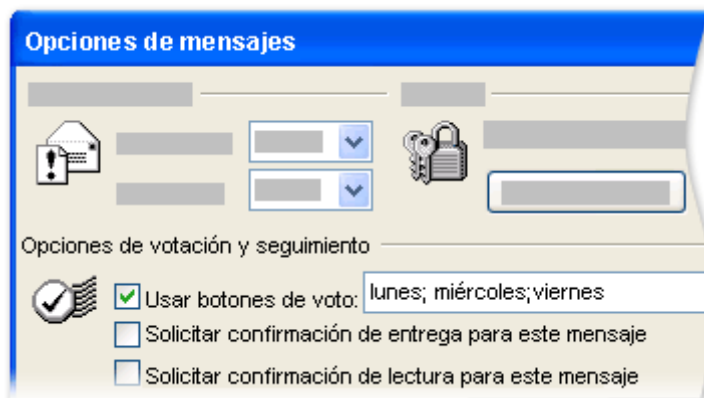 Opciones de mensajes
Opciones de votación y seguimiento
Usar botones de voto: lunes; miércoles;viernes
Solicitar confirmación de entrega para este mensaje
Solicitar confirmación de lectura para este mensaje